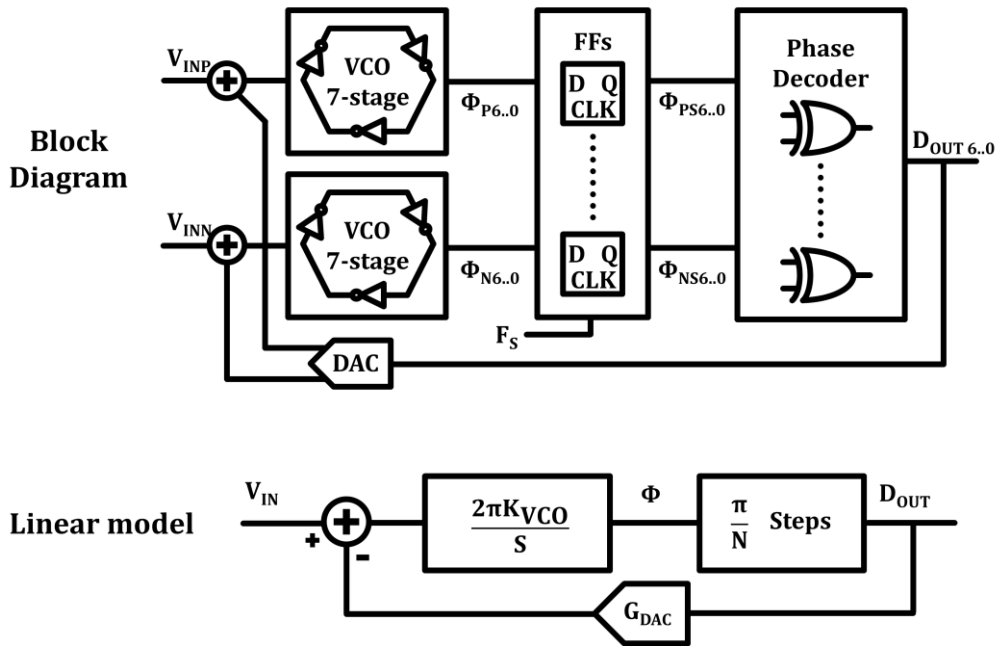 Block
Diagram
V_INP
VCO
7-stage
Φ_P6..0
FFs
D Q
CLK
Φ_PS6..0
Phase
Decoder
D_OUT 6..0
V_INN
VCO
7-stage
Φ_N6..0
D Q
CLK
Φ_NS6..0
F_S
DAC
Linear model
V_IN
+
-
2πK_VCO
S
Φ
π
N
Steps
D_OUT
G_DAC